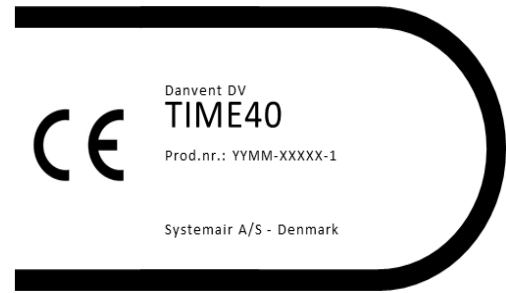 CE
Danvent DV
TIME40
Prod.nr.: YYMM-XXXXX-1
Systemair A/S - Denmark